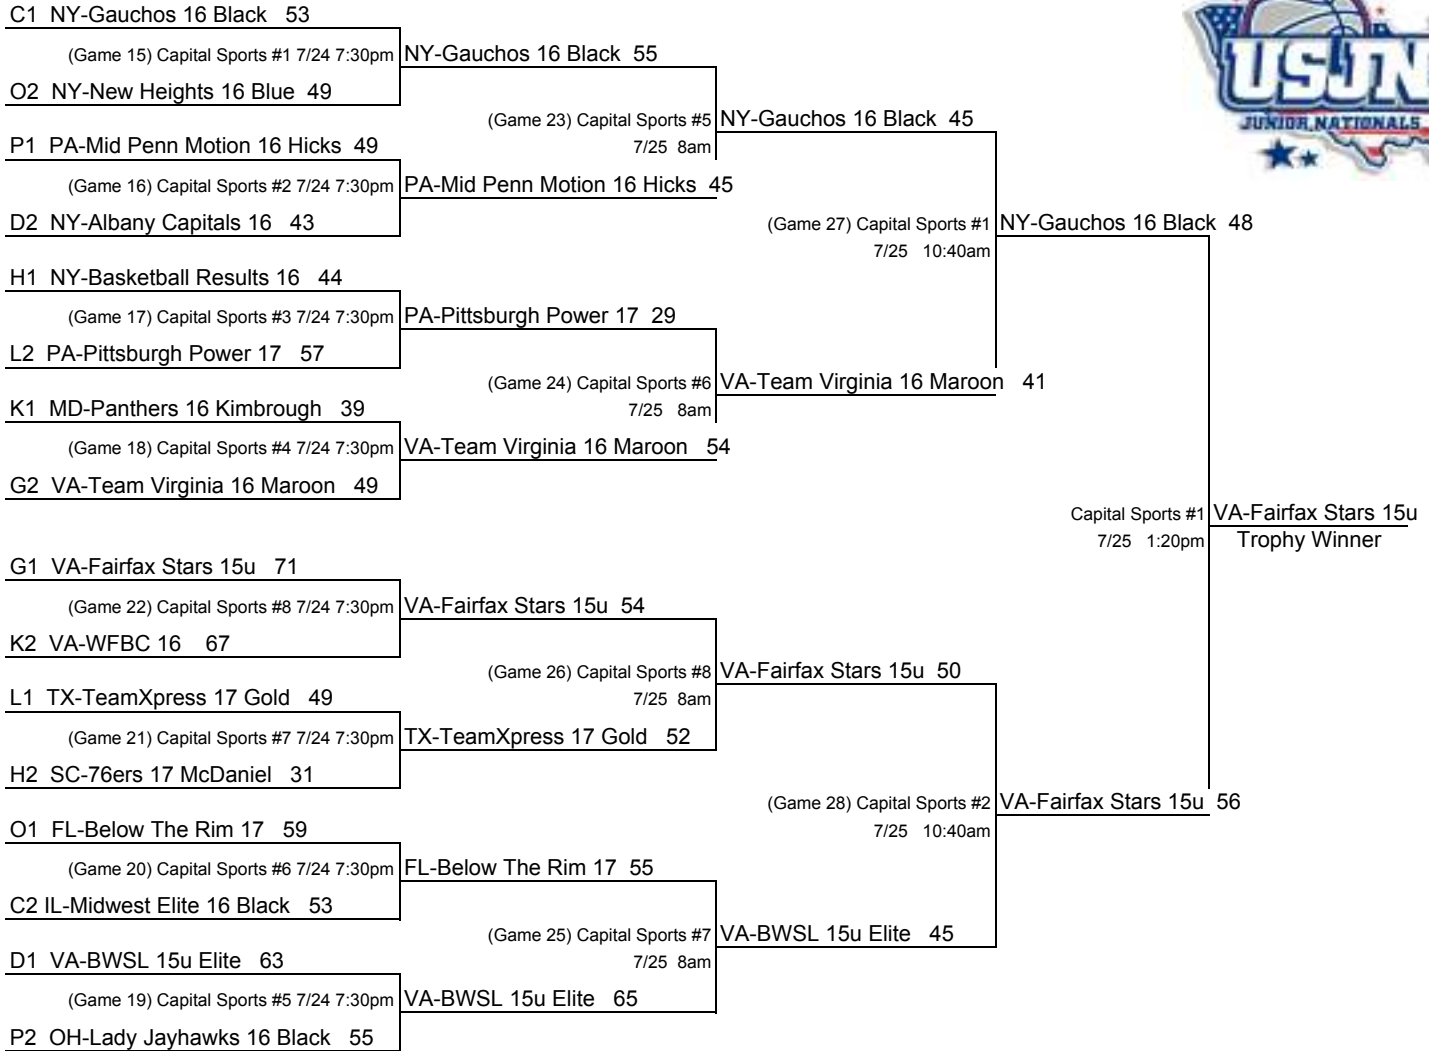 C1 NY-Gauchos 16 Black 53
(Game 15) Capital Sports #1 7/24 7:30pm NY-Gauchos 16 Black 55
O2 NY-New Heights 16 Blue 49
(Game 23) Capital Sports #5 NY-Gauchos 16 Black 45
P1 PA-Mid Penn Motion 16 Hicks 49
7/25 8am
(Game 16) Capital Sports #2 7/24 7:30pm PA-Mid Penn Motion 16 Hicks 45
D2 NY-Albany Capitals 16 43
(Game 27) Capital Sports #1 NY-Gauchos 16 Black 48
7/25 10:40am
H1 NY-Basketball Results 16 44
(Game 17) Capital Sports #3 7/24 7:30pm PA-Pittsburgh Power 17 29
L2 PA-Pittsburgh Power 17 57
(Game 24) Capital Sports #6 VA-Team Virginia 16 Maroon 41
K1 MD-Panthers 16 Kimbrough 39
7/25 8am
(Game 18) Capital Sports #4 7/24 7:30pm VA-Team Virginia 16 Maroon 54
G2 VA-Team Virginia 16 Maroon 49
Capital Sports #1 VA-Fairfax Stars 15u
7/25 1:20pm Trophy Winner
G1 VA-Fairfax Stars 15u 71
(Game 22) Capital Sports #8 7/24 7:30pm VA-Fairfax Stars 15u 54
K2 VA-WFBC 16 67
(Game 26) Capital Sports #8 VA-Fairfax Stars 15u 50
L1 TX-TeamXpress 17 Gold 49
7/25 8am
(Game 21) Capital Sports #7 7/24 7:30pm TX-TeamXpress 17 Gold 52
H2 SC-76ers 17 McDaniel 31
(Game 28) Capital Sports #2 VA-Fairfax Stars 15u 56
7/25 10:40am
O1 FL-Below The Rim 17 59
(Game 20) Capital Sports #6 7/24 7:30pm FL-Below The Rim 17 55
C2 IL-Midwest Elite 16 Black 53
(Game 25) Capital Sports #7 VA-BWSL 15u Elite 45
D1 VA-BWSL 15u Elite 63
7/25 8am
(Game 19) Capital Sports #5 7/24 7:30pm VA-BWSL 15u Elite 65
P2 OH-Lady Jayhawks 16 Black 55
USJN
JUNIOR NATIONALS